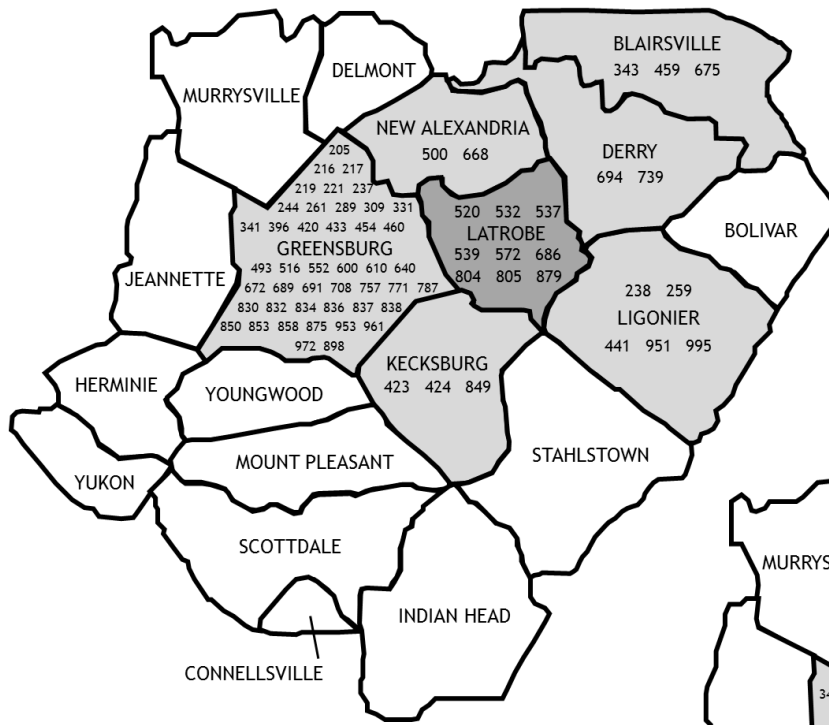 BLAIRSVILLE
343 459 675
DELMONT
MURRYSVILLE
NEW ALEXANDRIA
500 668
DERRY
694 739
205
216 217
219 221 237
244 261 289 309 331
341 396 420 433 454 460
GREENSBURG
493 516 552 600 610 640
672 689 691 708 757 771 787
830 832 834 836 837 838
850 853 858 875 953 961
972 898
520 532 537
LATROBE
539 572 686
804 805 879
BOLIVAR
JEANNETTE
238 259
LIGONIER
441 951 995
KECKSBURG
423 424 849
HERMINIE
YOUNGWOOD
STAHLSTOWN
MOUNT PLEASANT
YUKON
SCOTTDALE
INDIAN HEAD
CONNELLSVILLE
MURRYS
34